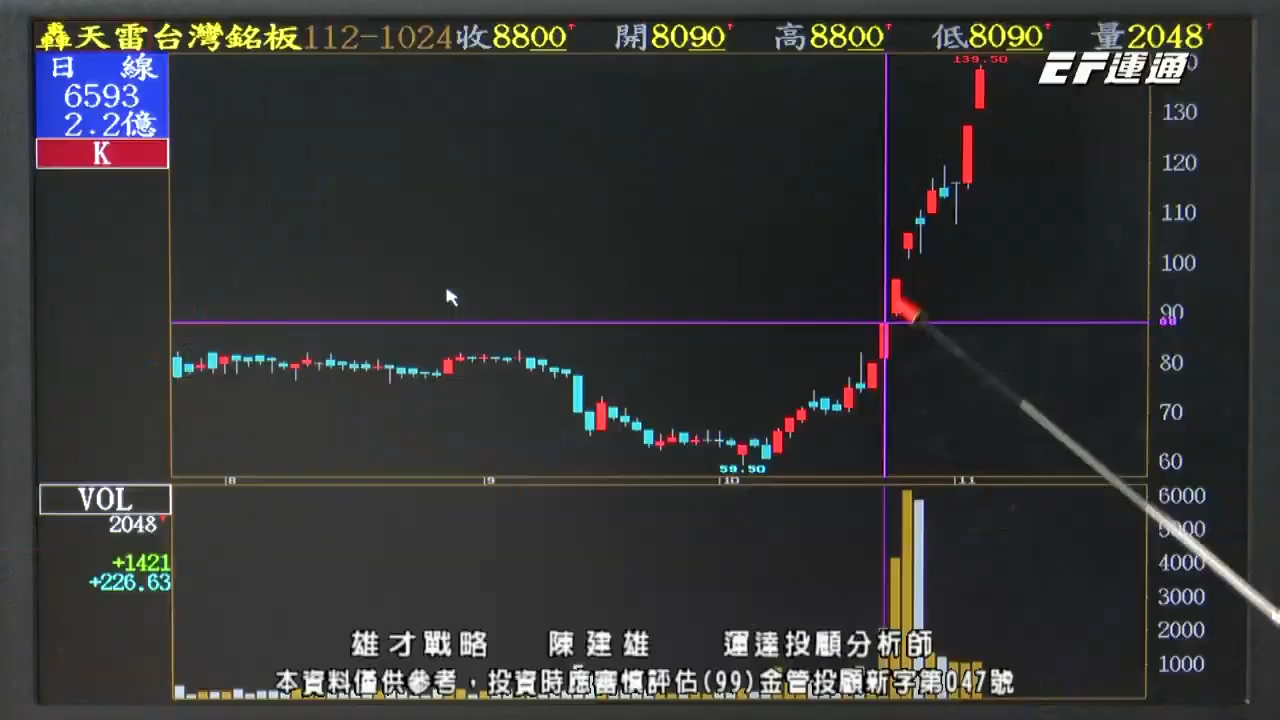 轟天雷台灣銘板112-1024收8800 開8090 高8800 低8090 量2048
EF運通
日 線
6593
2.2億
K
139.50
130
120
110
100
90
80
70
60
59.50
8 9 10 11
VOL
2048
+1421
+226.63
6000
5000
4000
3000
2000
1000
雄才戰略 陳建雄 運達投顧分析師
本資料僅供參考，投資時應審慎評估(99)金管投顧新字第047號